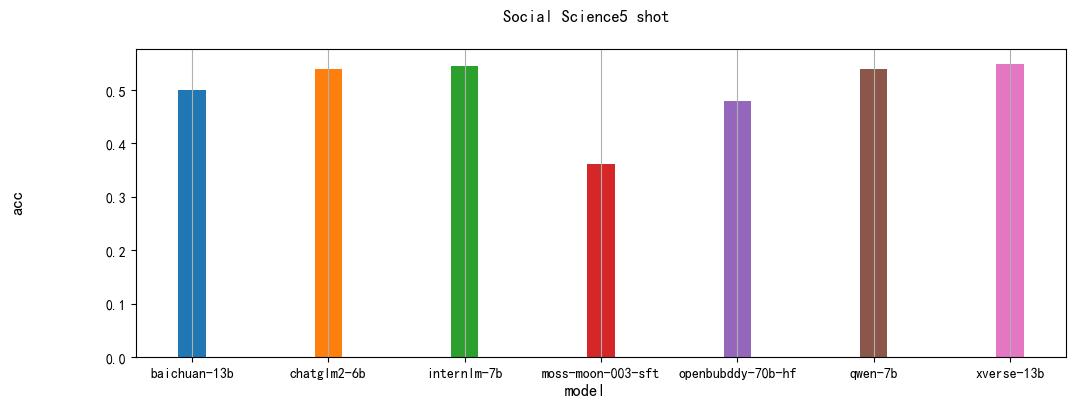 Social Science5 shot
acc
0.5
0.4
0.3
0.2
0.1
0.0
baichuan-13b chatglm2-6b internlm-7b moss-moon-003-sft openbubddy-70b-hf qwen-7b xverse-13b
model